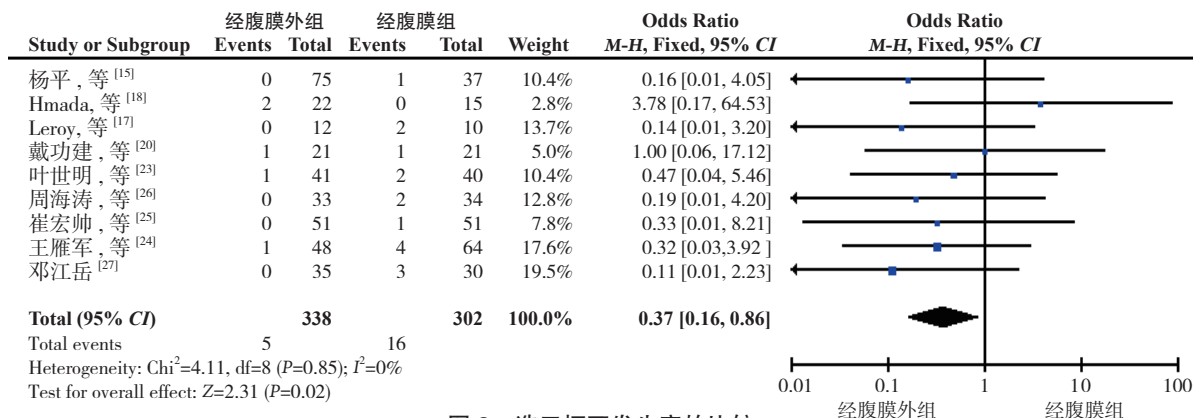 经腹膜外组 经腹膜组 Odds Ratio Odds Ratio
Study or Subgroup Events Total Events Total Weight M-H, Fixed, 95% CI M-H, Fixed, 95% CI
杨平 , 等 [15] 0 75 1 37 10.4% 0.16 [0.01, 4.05]
Hmada, 等 [18] 2 22 0 15 2.8% 3.78 [0.17, 64.53]
Leroy, 等 [17] 0 12 2 10 13.7% 0.14 [0.01, 3.20]
戴功建 , 等 [20] 1 21 1 21 5.0% 1.00 [0.06, 17.12]
叶世明 , 等 [23] 1 41 2 40 10.4% 0.47 [0.04, 5.46]
周海涛 , 等 [26] 0 33 2 34 12.8% 0.19 [0.01, 4.20]
崔宏帅 , 等 [25] 0 51 1 51 7.8% 0.33 [0.01, 8.21]
王雁军 , 等 [24] 1 48 4 64 17.6% 0.32 [0.03,3.92 ]
邓江岳 [27] 0 35 3 30 19.5% 0.11 [0.01, 2.23]
Total (95% CI) 338 302 100.0% 0.37 [0.16, 0.86]
Total events 5 16
Heterogeneity: Chi²=4.11, df=8 (P=0.85); I²=0%
Test for overall effect: Z=2.31 (P=0.02)
0.01 0.1 1 10 100
经腹膜外组 经腹膜组